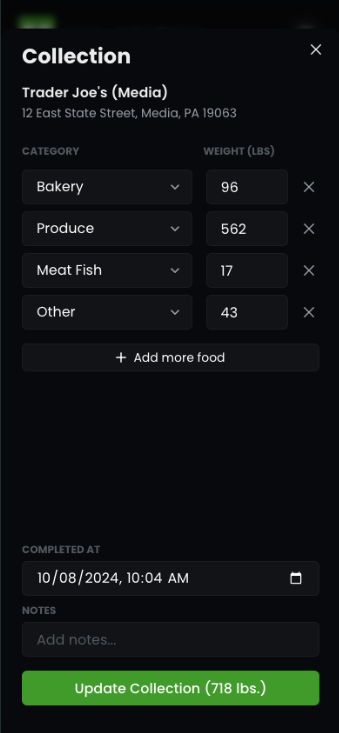 Collection
Trader Joe's (Media)
12 East State Street, Media, PA 19063
CATEGORY WEIGHT (LBS)
Bakery 96
Produce 562
Meat Fish 17
Other 43
+ Add more food
COMPLETED AT
10/08/2024, 10:04 AM
NOTES
Add notes...
Update Collection (718 lbs.)